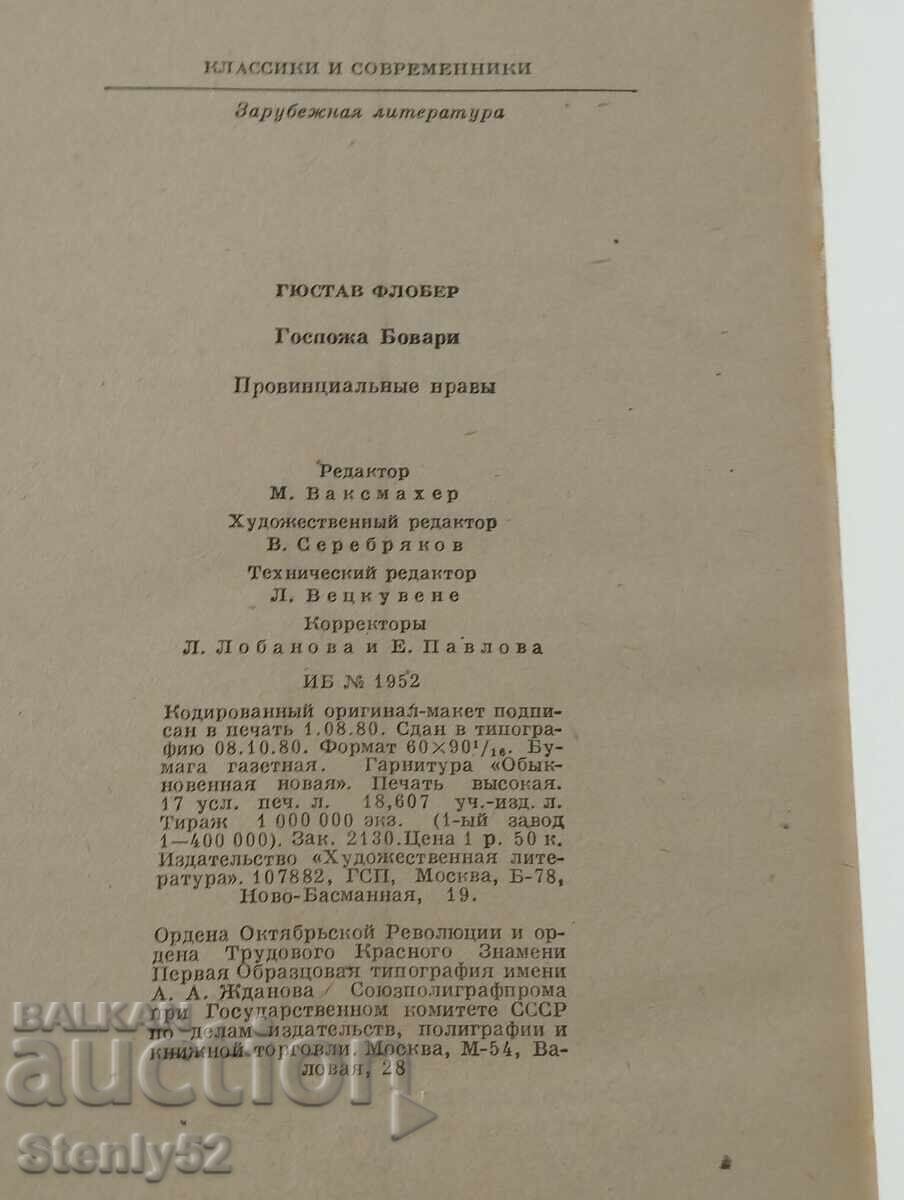 КЛАССИКИ И СОВРЕМЕННИКИ
Зарубежная литература
ГЮСТАВ ФЛОБЕР
Госпожа Бовари
Провинциальные нравы
Редактор
М. Ваксмахер
Художественный редактор
В. Серебряков
Технический редактор
Л. Вецкувене
Корректоры
Л. Лобанова и Е. Павлова
ИБ № 1952
Кодированный оригинал-макет подпи-
сан в печать 1.08.80. Сдан в типогра-
фию 08.10.80. Формат 60×90¹/₁₆. Бу-
мага газетная. Гарнитура «Обык-
новенная новая». Печать высокая.
17 усл. печ. л. 18,607 уч.-изд. л.
Тираж 1 000 000 экз. (1-ый завод
1—400 000). Зак. 2130.Цена 1 р. 50 к.
Издательство «Художественная лите-
ратура». 107882, ГСП, Москва, Б-78,
Ново-Басманная, 19.
Ордена Октябрьской Революции и ор-
дена Трудового Красного Знамени
Первая Образцовая типография имени
А. А. Жданова Союзполиграфпрома
при Государственном комитете СССР
по делам издательств, полиграфии и
книжной торговли. Москва, М-54, Ва-
ловая, 28
BALKAN
auction
Stenly52